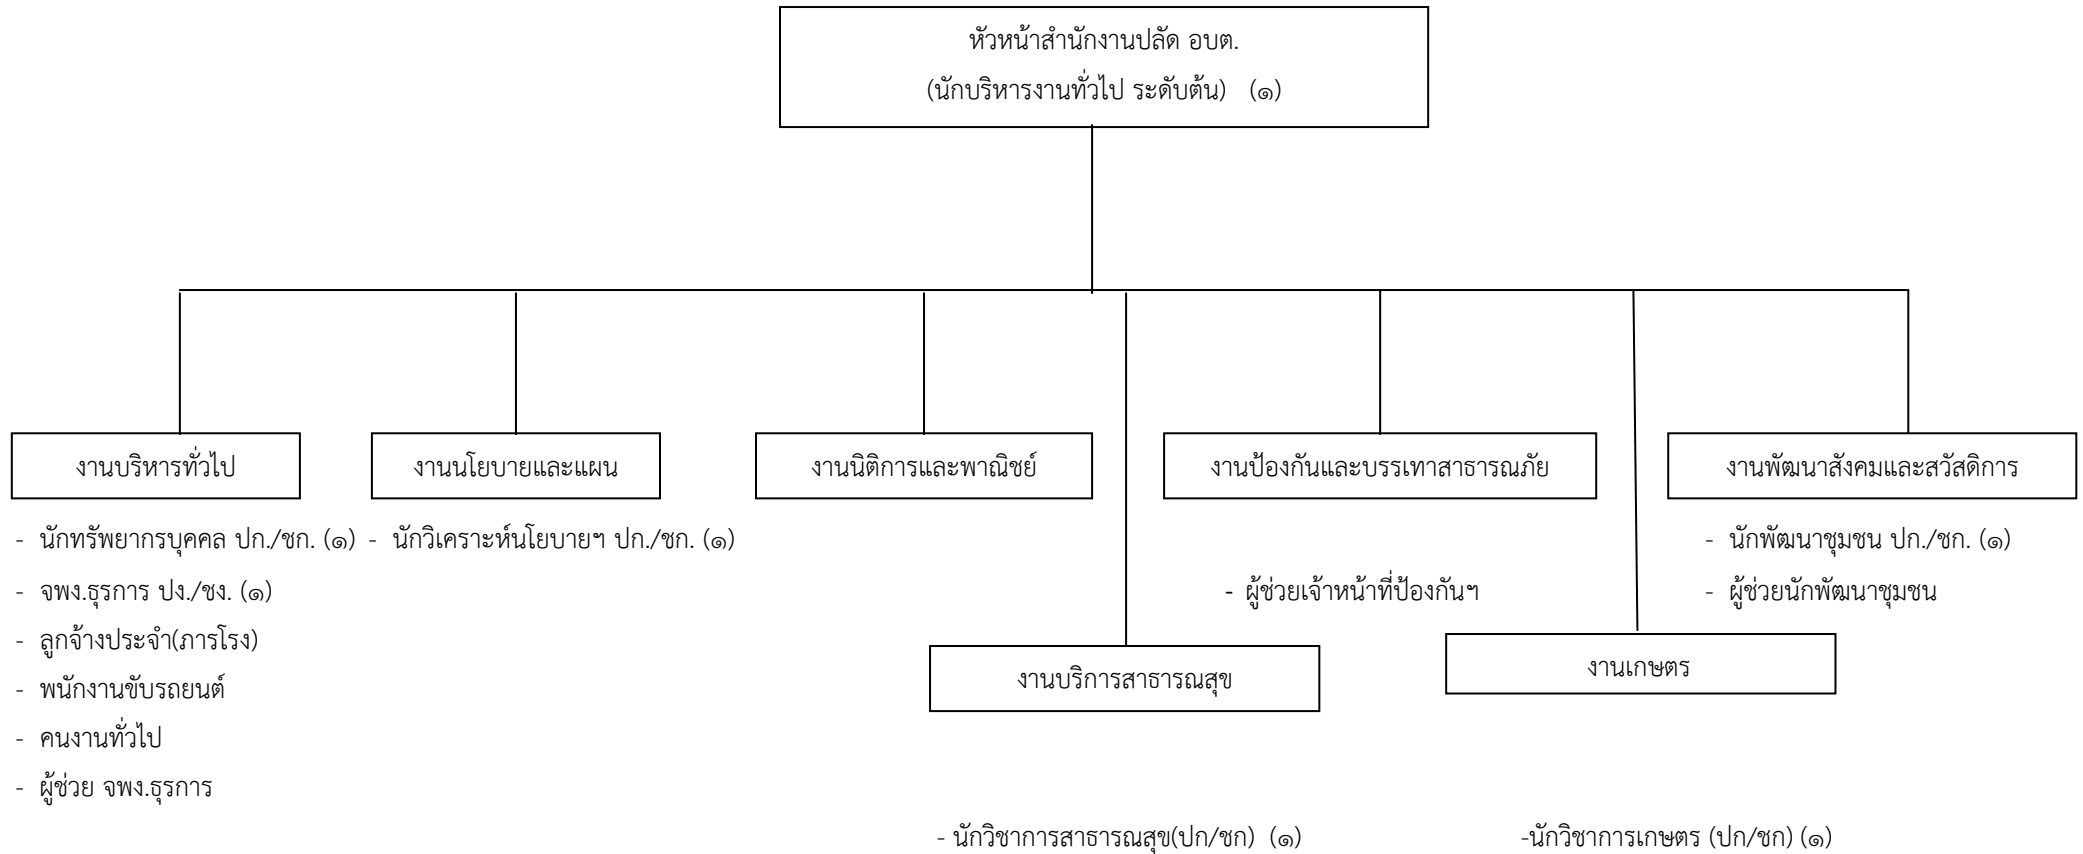 หัวหน้าสำนักงานปลัด อบต.
(นักบริหารงานทั่วไป ระดับต้น) (๑)
งานบริหารทั่วไป
งานนโยบายและแผน
งานนิติการและพาณิชย์
งานป้องกันและบรรเทาสาธารณภัย
งานพัฒนาสังคมและสวัสดิการ
- นักทรัพยากรบุคคล ปก./ชก. (๑)
- จพง.ธุรการ ปง./ชง. (๑)
- ลูกจ้างประจำ(ภารโรง)
- พนักงานขับรถยนต์
- คนงานทั่วไป
- ผู้ช่วย จพง.ธุรการ
- นักวิเคราะห์นโยบายฯ ปก./ชก. (๑)
- ผู้ช่วยเจ้าหน้าที่ป้องกันฯ
- นักพัฒนาชุมชน ปก./ชก. (๑)
- ผู้ช่วยนักพัฒนาชุมชน
งานบริการสาธารณสุข
งานเกษตร
- นักวิชาการสาธารณสุข(ปก/ชก) (๑)
-นักวิชาการเกษตร (ปก/ชก) (๑)